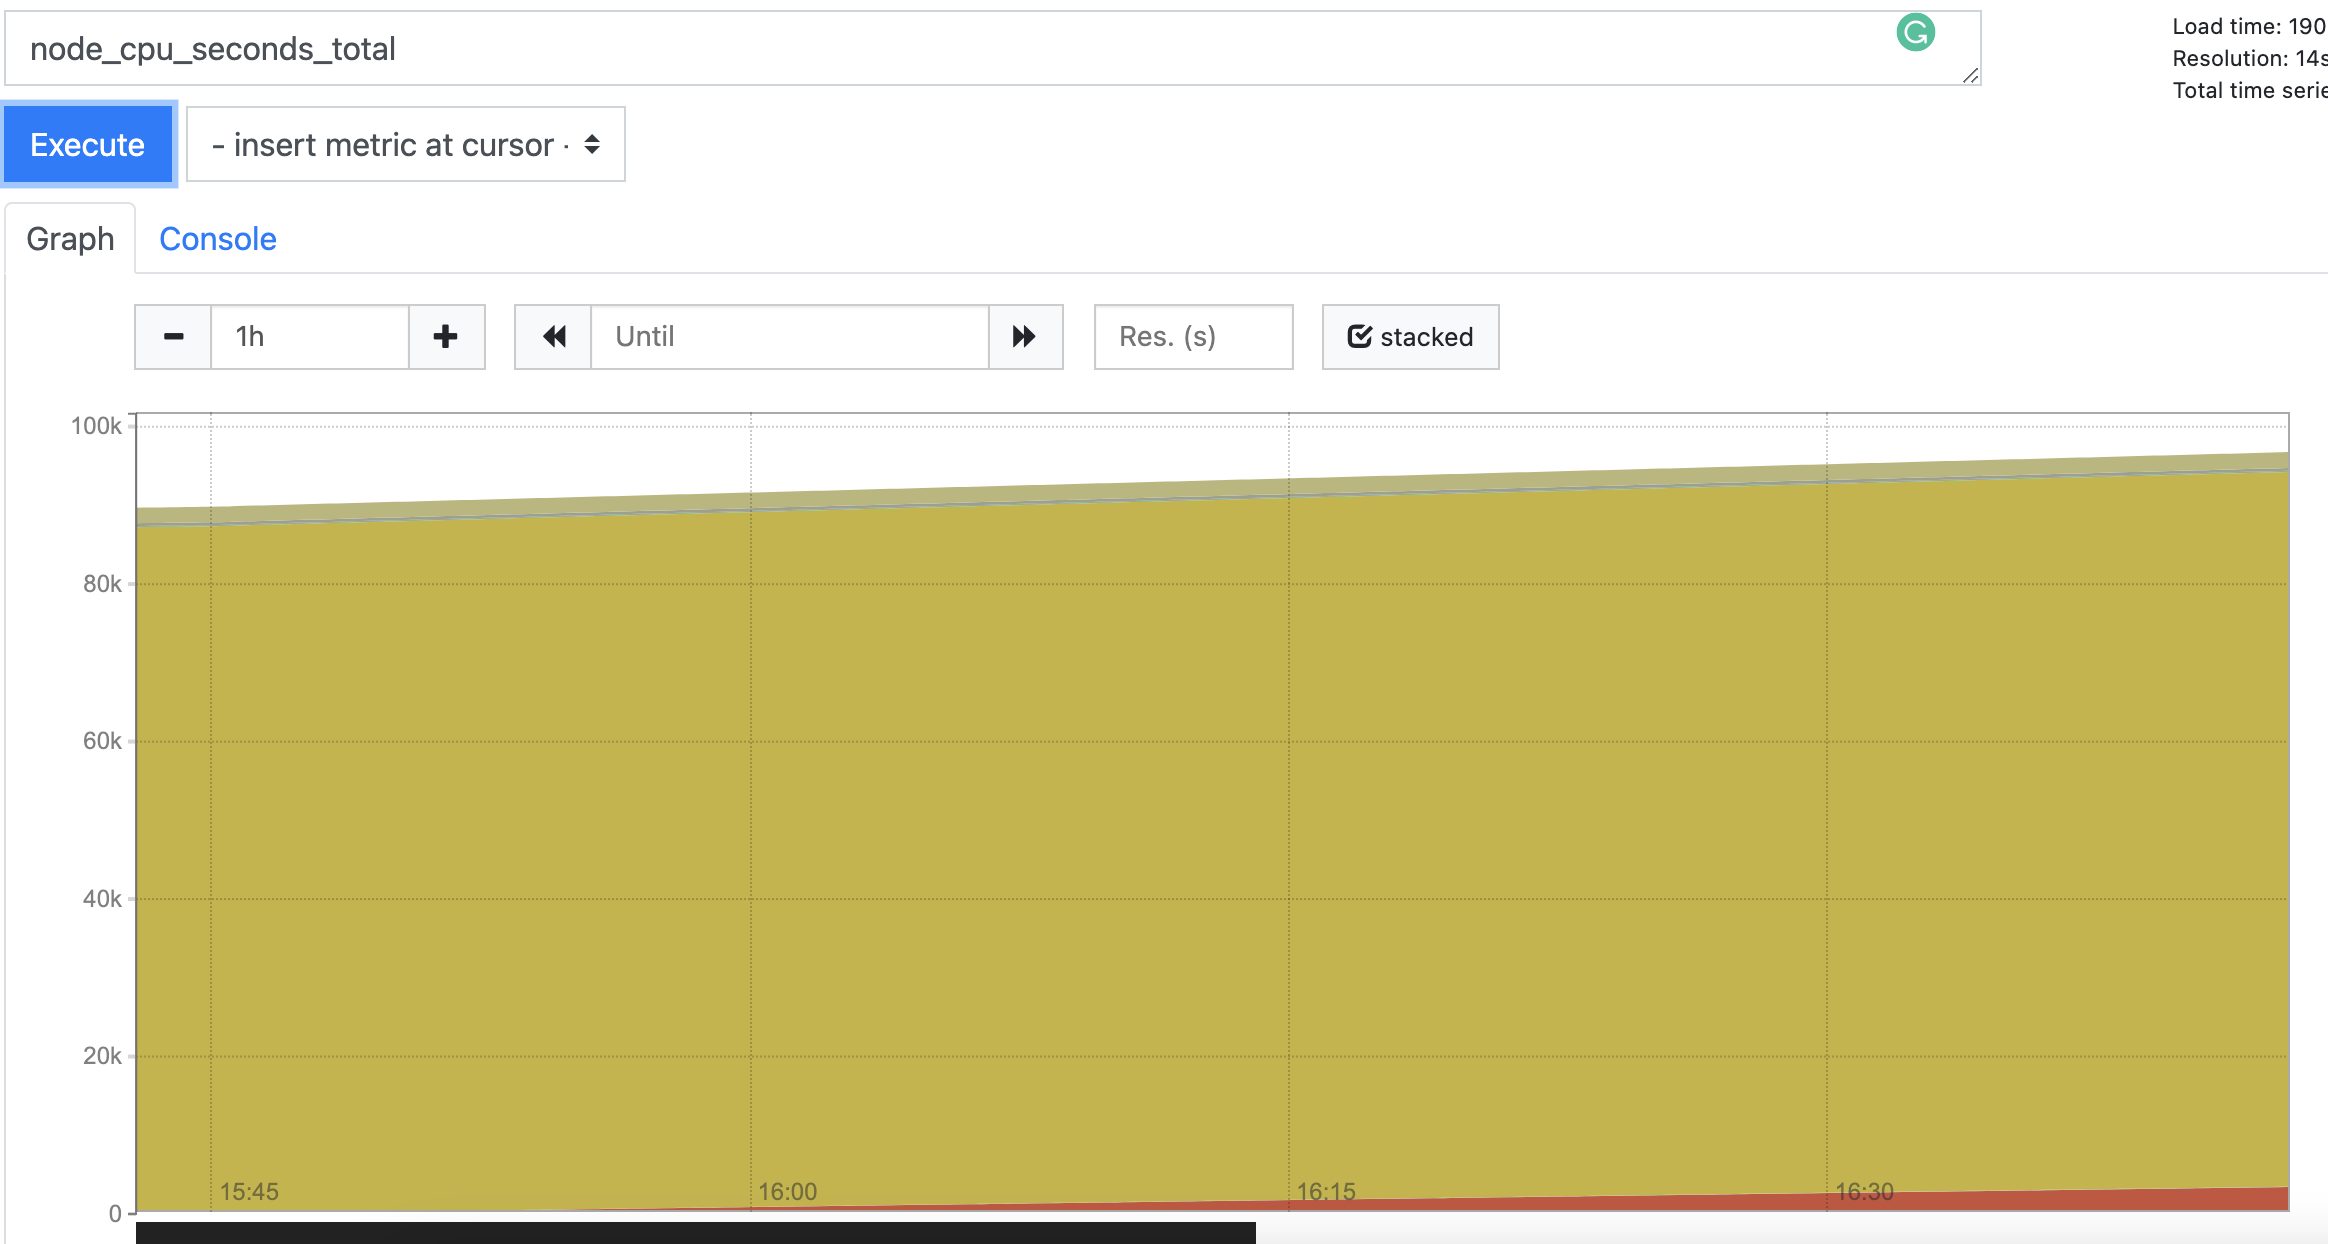 node_cpu_seconds_total
Load time: 190
Resolution: 14s
Total time serie
Execute
- insert metric at cursor -
Graph
Console
1h
Until
Res. (s)
stacked
100k
80k
60k
40k
20k
0
15:45
16:00
16:15
16:30